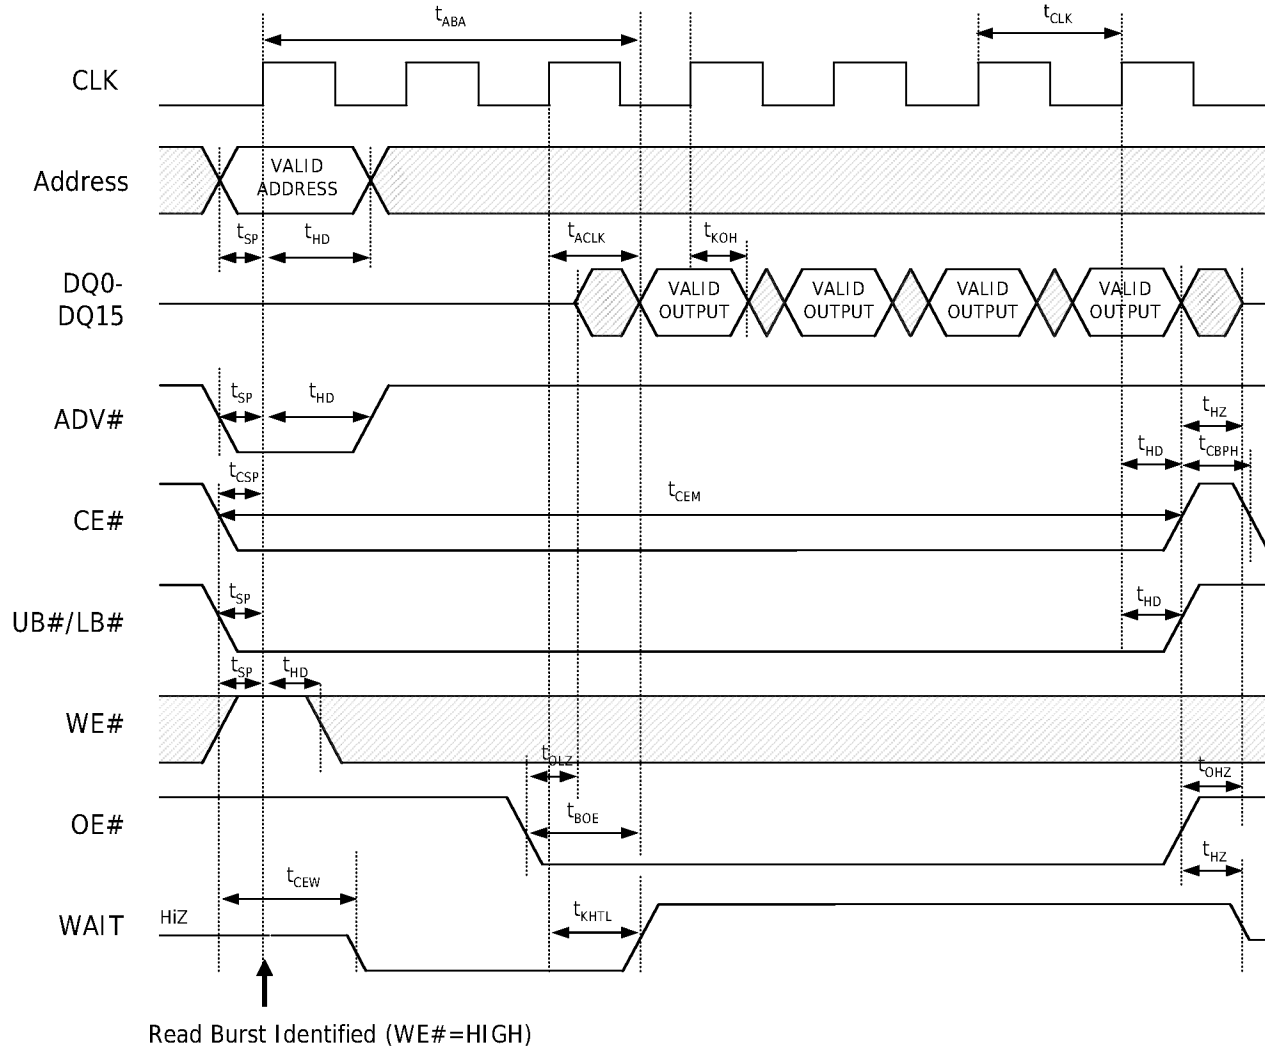 tABA
tCLK
CLK
Address
VALID
ADDRESS
tSP
tHD
tACLK
tKOH
DQ0-
DQ15
VALID
OUTPUT
VALID
OUTPUT
VALID
OUTPUT
VALID
OUTPUT
ADV#
tSP
tHD
tHZ
tHD
tCBPH
tCSP
CE#
tCEM
UB#/LB#
tSP
tHD
tSP
tHD
WE#
tOLZ
tOHZ
OE#
tBOE
tHZ
tCEW
WAIT
HiZ
tKHTL
Read Burst Identified (WE#=HIGH)